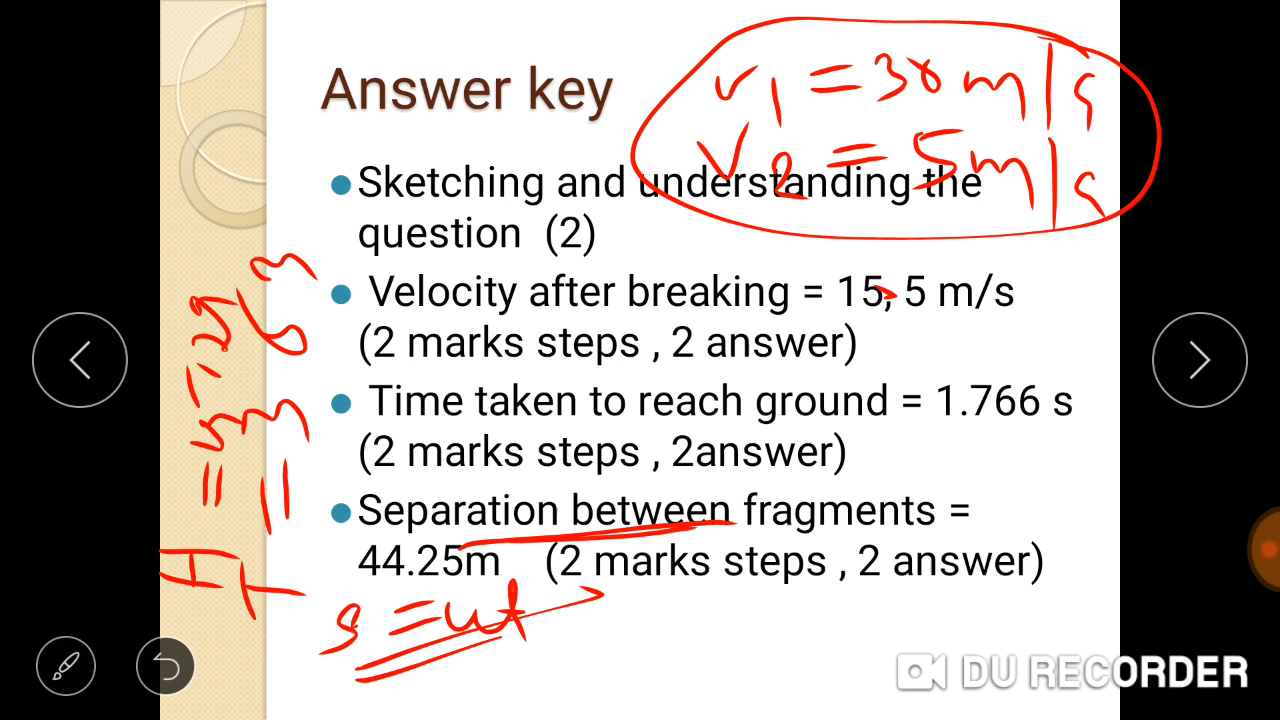 Answer key
v1 = 30 m/s
V2 = 5 m/s
Sketching and understanding the
question (2)
Velocity after breaking = 15, 5 m/s
(2 marks steps , 2 answer)
Time taken to reach ground = 1.766 s
(2 marks steps , 2answer)
Separation between fragments =
44.25m (2 marks steps , 2 answer)
s = ut
DU RECORDER